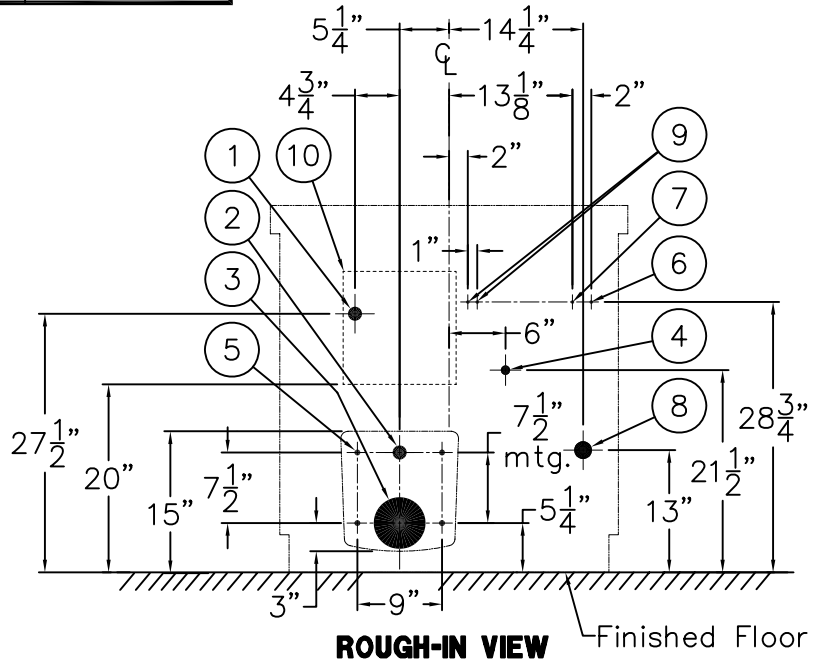 5 1/4" 14 1/4"
CL
4 3/4" 13 1/8" 2"
1 10 2" 9
2 7
1"
3 6
6"
5 4
7 1/2" mtg.
8
27 1/2" 20" 15" 7 1/2" 5 1/4" 13" 21 1/2" 28 3/4"
3" 9"
ROUGH-IN VIEW
Finished Floor